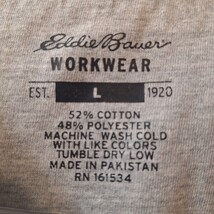 Eddie Bauer
WORKWEAR
EST. L 1920
52% COTTON
48% POLYESTER
MACHINE WASH COLD
WITH LIKE COLORS
TUMBLE DRY LOW
MADE IN PAKISTAN
RN 161534